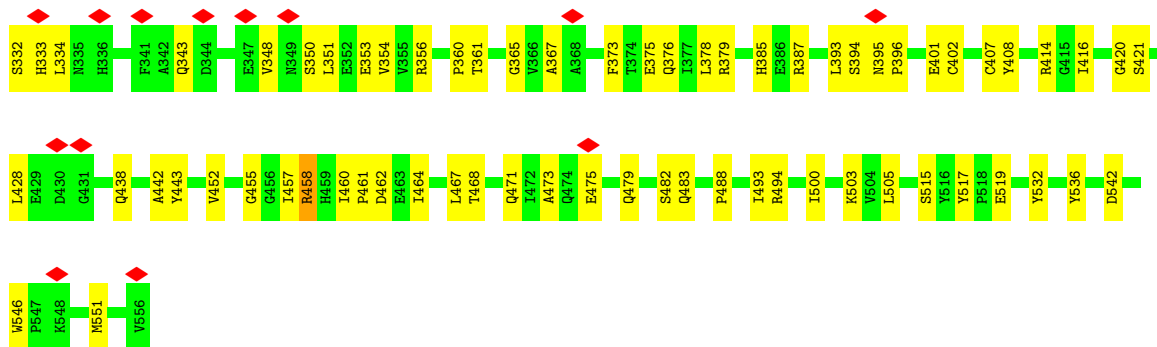 S332 H333 L334 N335 H336 F341 A342 Q343 D344 E347 V348 N349 S350 L351 E352 E353 V354 V355 R356 P360 T361 G365 V366 A367 A368 F373 T374 E375 Q376 I377 L378 R379 H385 E386 R387 L393 S394 N395 P396 E401 C402 C407 Y408 R414 G415 I416 G420 S421
L428 E429 D430 G431 Q438 A442 Y443 V452 G455 G456 I457 R458 H459 I460 P461 D462 E463 I464 L467 T468 Q471 I472 A473 Q474 E475 Q479 S482 Q483 P488 I493 R494 I500 K503 V504 L505 S515 Y516 Y517 P518 E519 Y532 Y536 D542
W546 P547 K548 M551 V556